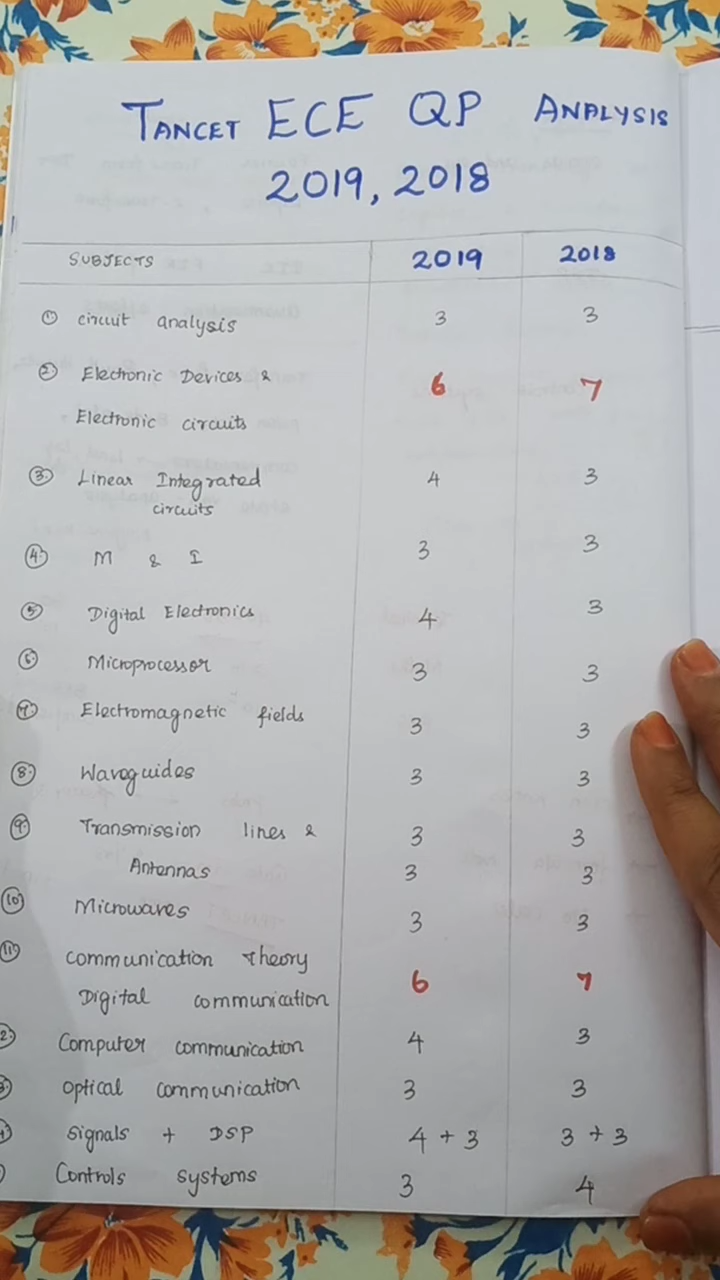 TANCET ECE QP ANALYSIS
2019, 2018
SUBJECTS 2019 2018
① circuit analysis 3 3
② Electronic Devices & 6 7
Electronic circuits
③ Linear Integrated 4 3
circuits
④ M & I 3 3
⑤ Digital Electronics 4 3
⑥ Microprocessor 3 3
⑦ Electromagnetic fields 3 3
⑧ Waveguides 3 3
⑨ Transmission lines & 3 3
Antennas 3 3
⑩ Microwaves 3 3
⑪ communication Theory
Digital communication 6 7
2 Computer communication 4 3
3 optical communication 3 3
signals + DSP 4 + 3 3 + 3
Controls systems 3 4